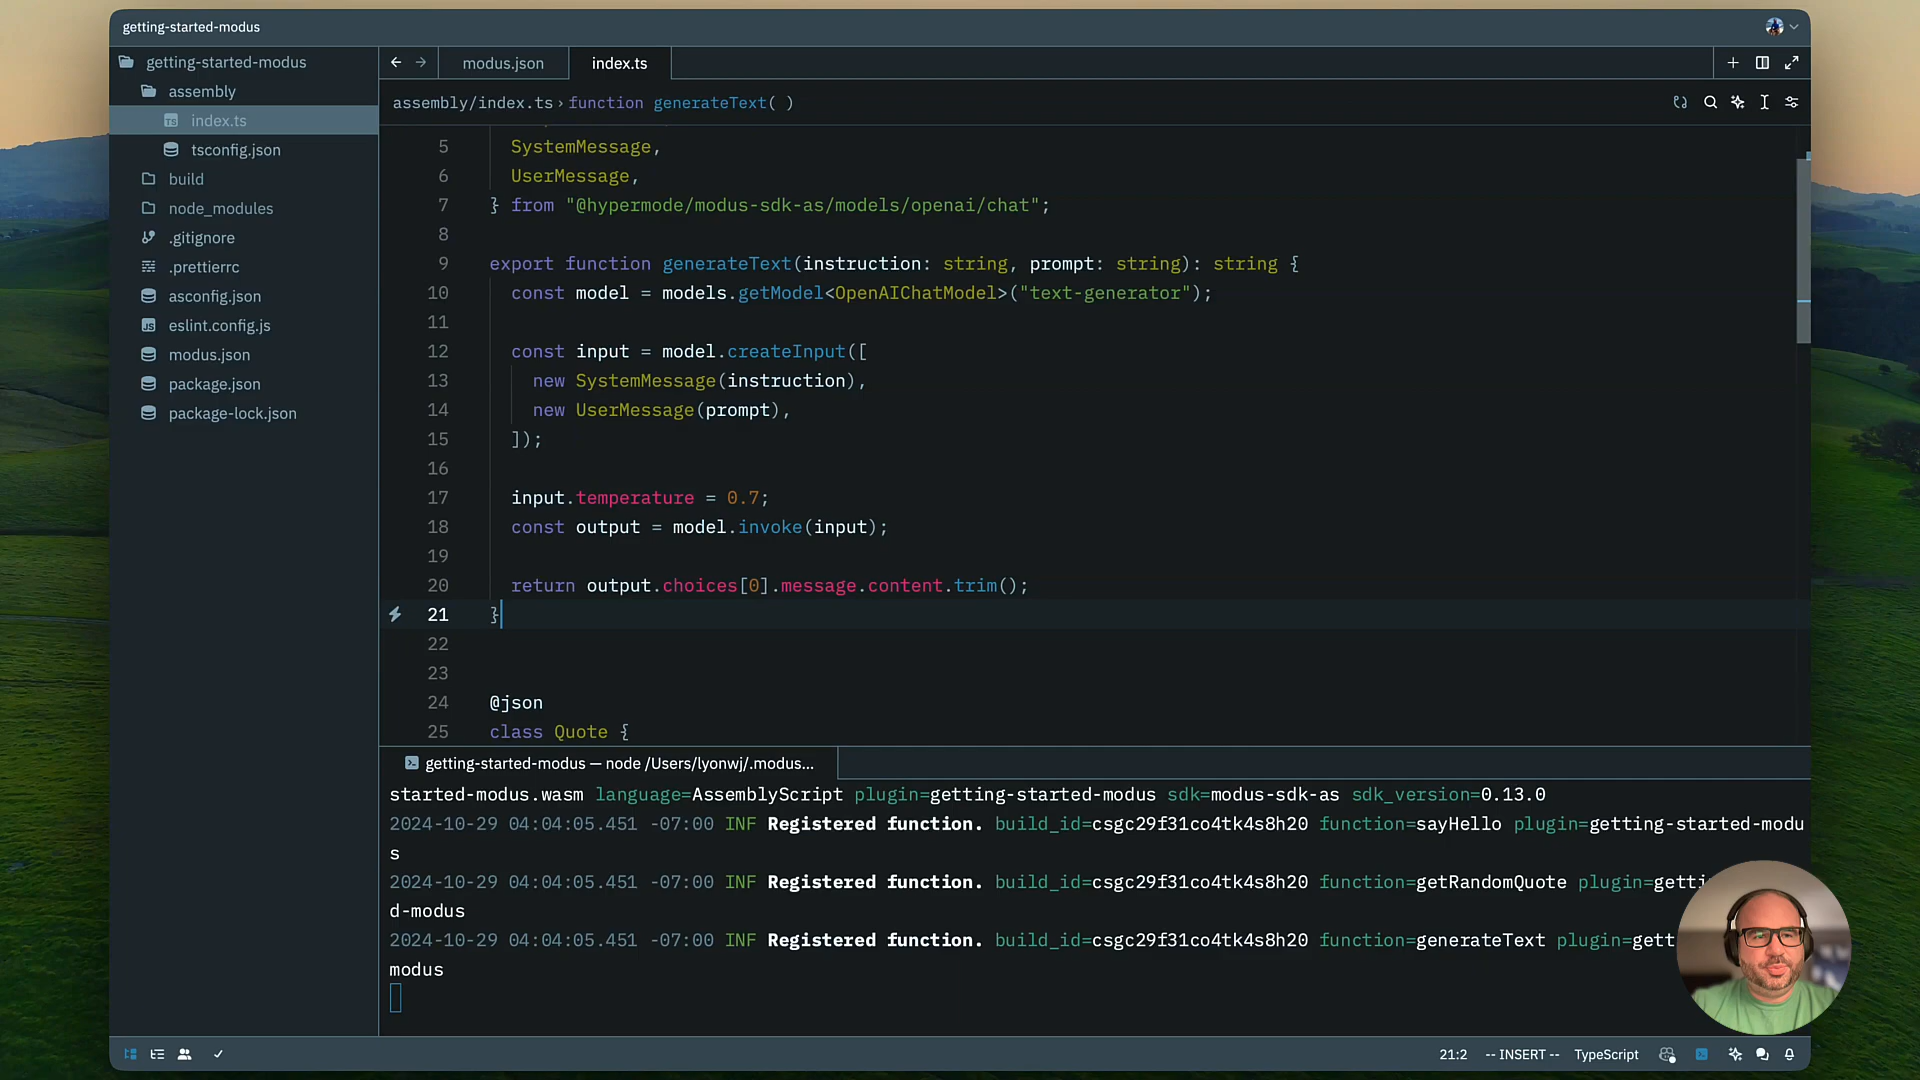 getting-started-modus
getting-started-modus
assembly
index.ts
tsconfig.json
build
node_modules
.gitignore
.prettierrc
asconfig.json
eslint.config.js
modus.json
package.json
package-lock.json
modus.json
index.ts
assembly/index.ts › function generateText( )
5 SystemMessage,
6 UserMessage,
7 } from "@hypermode/modus-sdk-as/models/openai/chat";
8
9 export function generateText(instruction: string, prompt: string): string {
10 const model = models.getModel<OpenAIChatModel>("text-generator");
11
12 const input = model.createInput([
13 new SystemMessage(instruction),
14 new UserMessage(prompt),
15 ]);
16
17 input.temperature = 0.7;
18 const output = model.invoke(input);
19
20 return output.choices[0].message.content.trim();
21 }
22
23
24 @json
25 class Quote {
getting-started-modus — node /Users/lyonwj/.modus...
started-modus.wasm language=AssemblyScript plugin=getting-started-modus sdk=modus-sdk-as sdk_version=0.13.0
2024-10-29 04:04:05.451 -07:00 INF Registered function. build_id=csgc29f31co4tk4s8h20 function=sayHello plugin=getting-started-modu
s
2024-10-29 04:04:05.451 -07:00 INF Registered function. build_id=csgc29f31co4tk4s8h20 function=getRandomQuote plugin=getti
d-modus
2024-10-29 04:04:05.451 -07:00 INF Registered function. build_id=csgc29f31co4tk4s8h20 function=generateText plugin=gett
modus
21:2 -- INSERT -- TypeScript